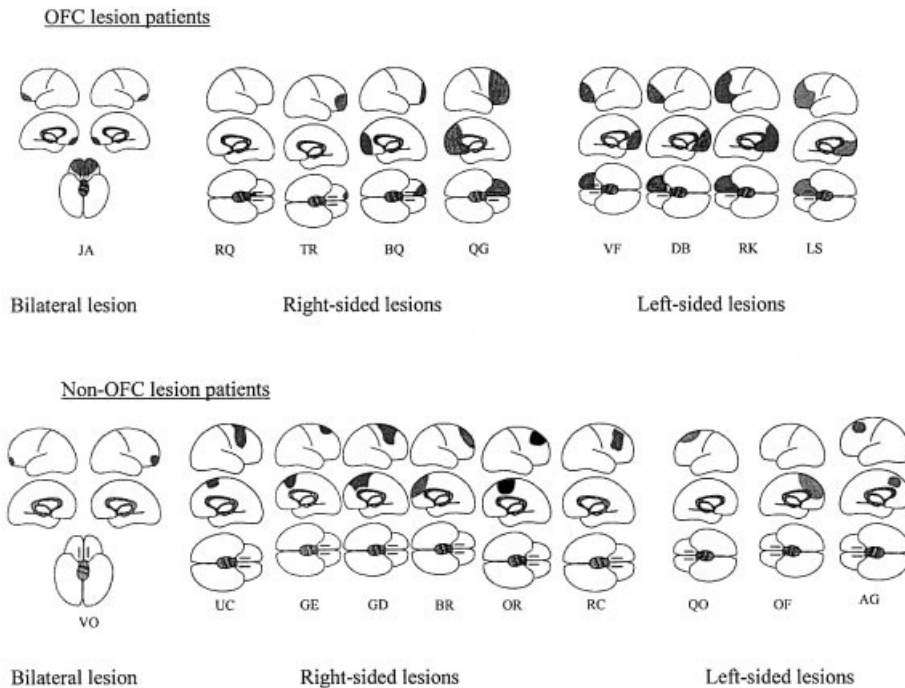 OFC lesion patients
JA RQ TR BQ QG VF DB RK LS
Bilateral lesion Right-sided lesions Left-sided lesions
Non-OFC lesion patients
VO UC GE GD BR OR RC QO OF AG
Bilateral lesion Right-sided lesions Left-sided lesions